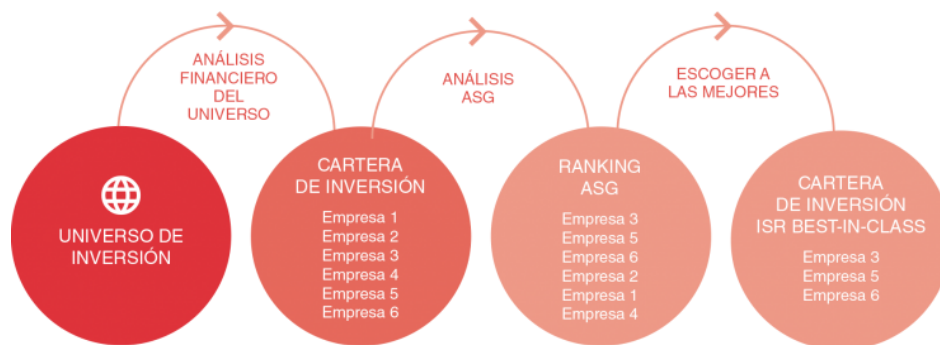 ANÁLISIS
FINANCIERO
DEL
UNIVERSO
ANÁLISIS
ASG
ESCOGER A
LAS MEJORES
UNIVERSO DE
INVERSIÓN
CARTERA
DE INVERSIÓN
Empresa 1
Empresa 2
Empresa 3
Empresa 4
Empresa 5
Empresa 6
RANKING
ASG
Empresa 3
Empresa 5
Empresa 6
Empresa 2
Empresa 1
Empresa 4
CARTERA
DE INVERSIÓN
ISR BEST-IN-CLASS
Empresa 3
Empresa 5
Empresa 6